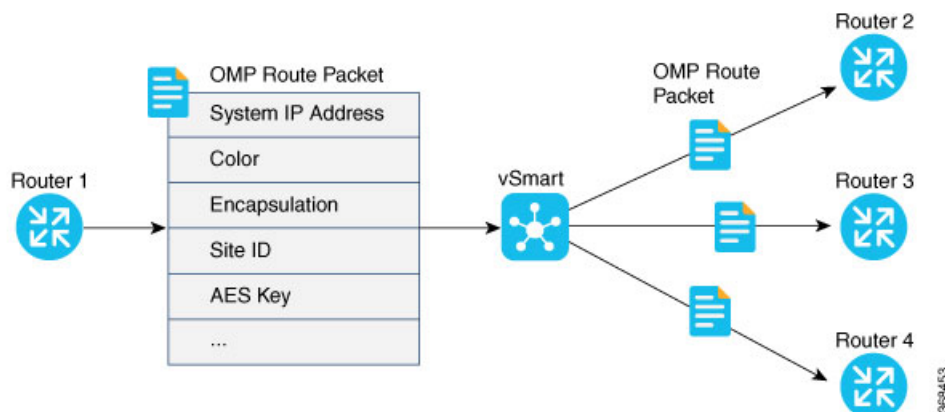 Router 1
OMP Route Packet
System IP Address
Color
Encapsulation
Site ID
AES Key
...
vSmart
OMP Route
Packet
Router 2
Router 3
Router 4